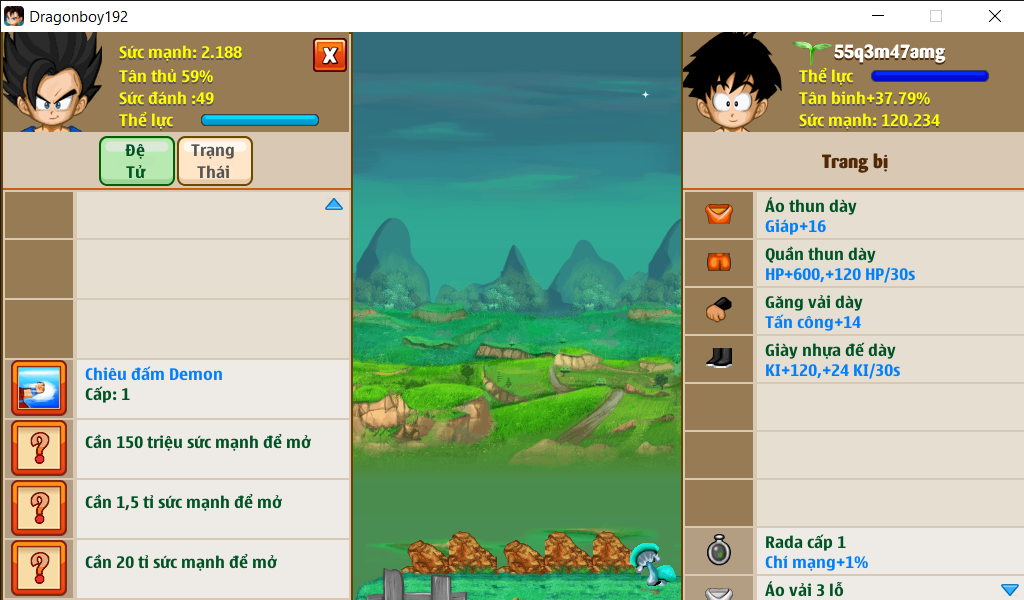 Dragonboy192
Sức mạnh: 2.188
Tân thủ 59%
Sức đánh :49
Thể lực
X
Đệ
Tử
Trạng
Thái
Chiêu đấm Demon
Cấp: 1
Cần 150 triệu sức mạnh để mở
Cần 1,5 tỉ sức mạnh để mở
Cần 20 tỉ sức mạnh để mở
55q3m47amg
Thể lực
Tân binh+37.79%
Sức mạnh: 120.234
Trang bị
Áo thun dày
Giáp+16
Quần thun dày
HP+600,+120 HP/30s
Găng vải dày
Tấn công+14
Giày nhựa đế dày
KI+120,+24 KI/30s
Rada cấp 1
Chí mạng+1%
Áo vải 3 lỗ